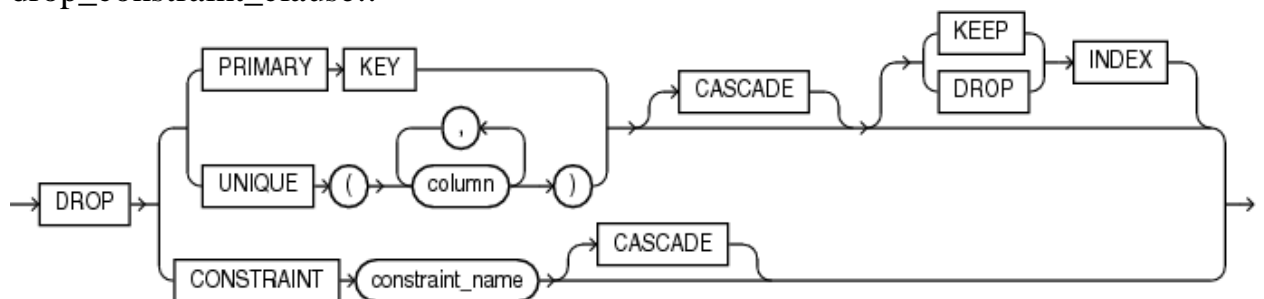 drop_constraint_clause::
KEEP
PRIMARY KEY INDEX
CASCADE DROP
,
UNIQUE ( column )
DROP
CASCADE
CONSTRAINT constraint_name